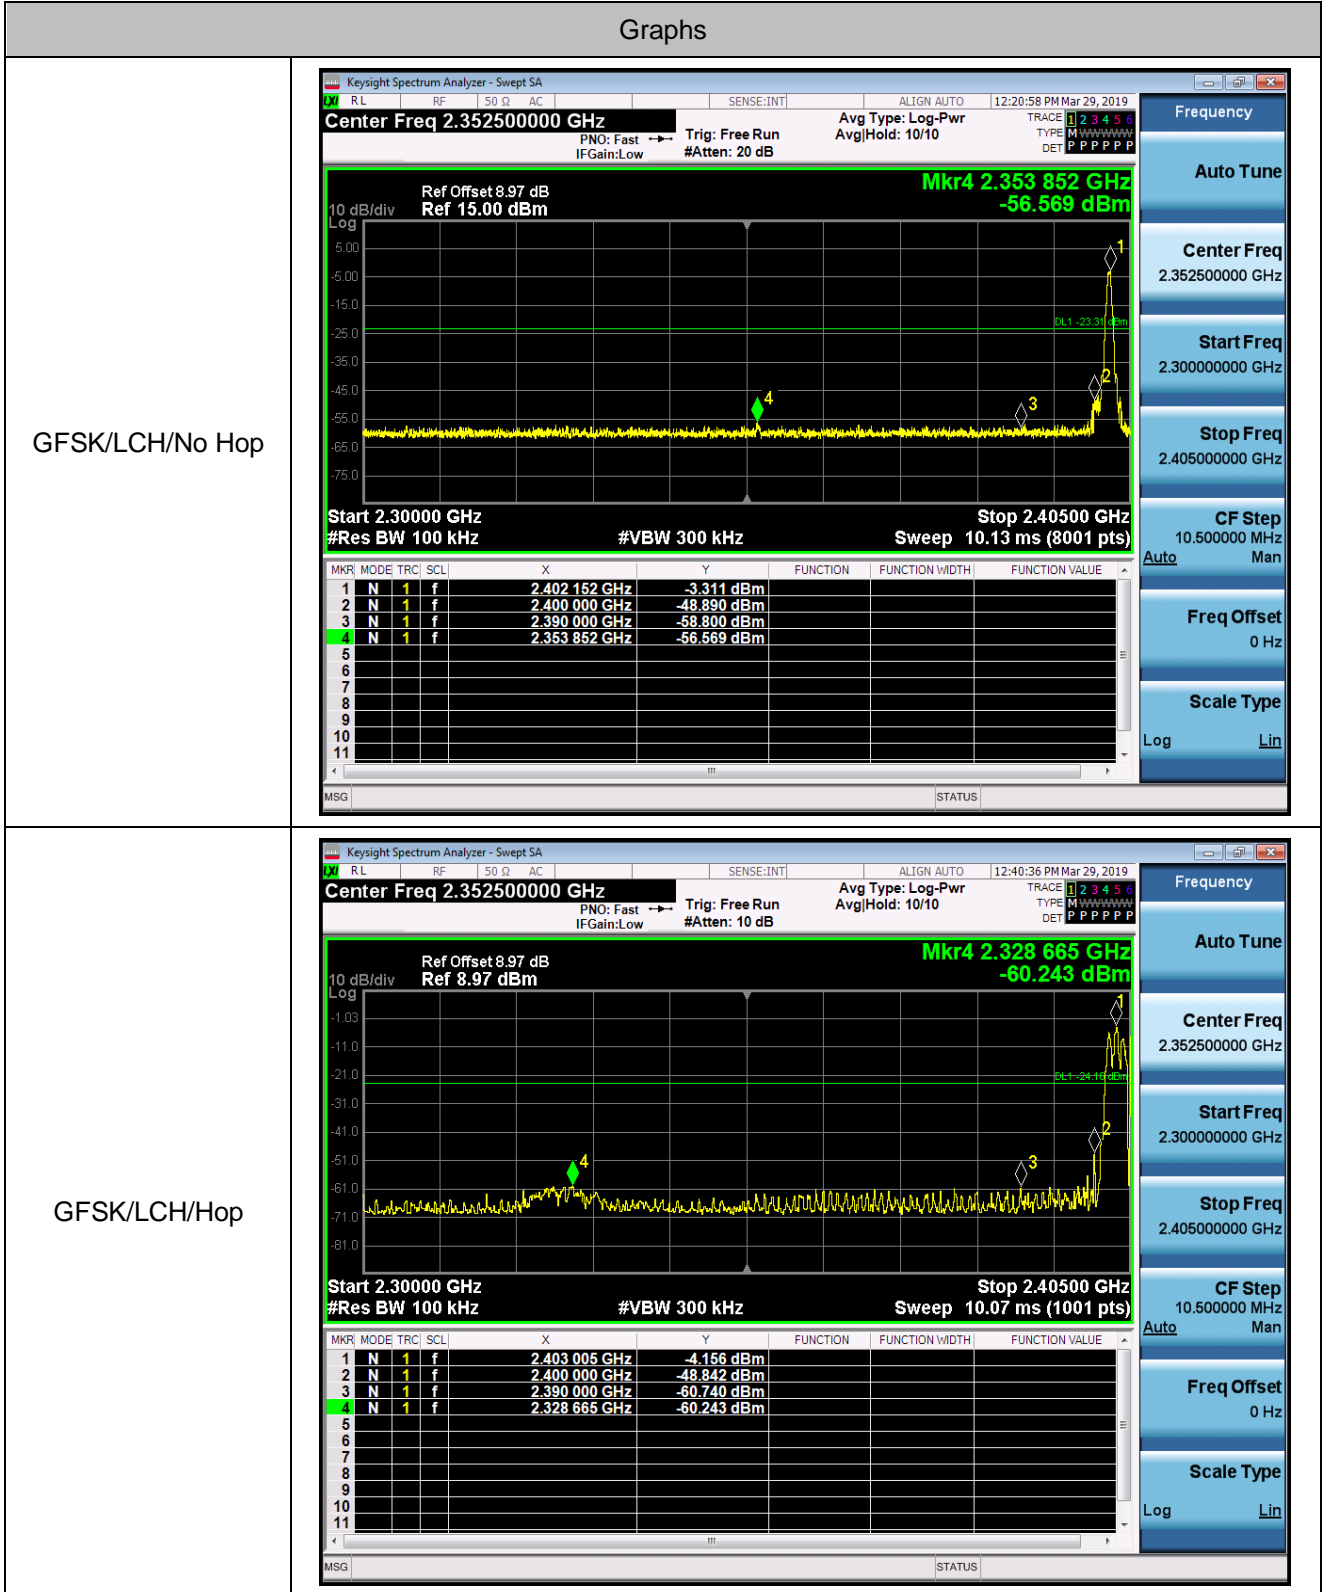 Graphs
GFSK/LCH/No Hop
Keysight Spectrum Analyzer - Swept SA
LXI RL RF 50 Ω AC SENSE:INT ALIGN AUTO 12:20:58 PM Mar 29, 2019
Center Freq 2.352500000 GHz
PNO: Fast
IFGain:Low
Trig: Free Run
#Atten: 20 dB
Avg Type: Log-Pwr
Avg|Hold: 10/10
TRACE 1 2 3 4 5 6
TYPE M WWWWW
DET P P P P P P
Mkr4 2.353 852 GHz
-56.569 dBm
Ref Offset 8.97 dB
10 dB/div Ref 15.00 dBm
Log
5.00
-5.00
-15.0
-25.0
-35.0
-45.0
-55.0
-65.0
-75.0
DL1 -23.31 dBm
1
2
3
4
Start 2.30000 GHz Stop 2.40500 GHz
#Res BW 100 kHz #VBW 300 kHz Sweep 10.13 ms (8001 pts)
MKR MODE TRC SCL X Y FUNCTION FUNCTION WIDTH FUNCTION VALUE
1 N 1 f 2.402 152 GHz -3.311 dBm
2 N 1 f 2.400 000 GHz -48.890 dBm
3 N 1 f 2.390 000 GHz -58.800 dBm
4 N 1 f 2.353 852 GHz -56.569 dBm
5
6
7
8
9
10
11
MSG STATUS
Frequency
Auto Tune
Center Freq
2.352500000 GHz
Start Freq
2.300000000 GHz
Stop Freq
2.405000000 GHz
CF Step
10.500000 MHz
Auto Man
Freq Offset
0 Hz
Scale Type
Log Lin
GFSK/LCH/Hop
Keysight Spectrum Analyzer - Swept SA
LXI RL RF 50 Ω AC SENSE:INT ALIGN AUTO 12:40:36 PM Mar 29, 2019
Center Freq 2.352500000 GHz
PNO: Fast
IFGain:Low
Trig: Free Run
#Atten: 10 dB
Avg Type: Log-Pwr
Avg|Hold: 10/10
TRACE 1 2 3 4 5 6
TYPE M WWWWW
DET P P P P P P
Mkr4 2.328 665 GHz
-60.243 dBm
Ref Offset 8.97 dB
10 dB/div Ref 8.97 dBm
Log
-1.03
-11.0
-21.0
-31.0
-41.0
-51.0
-61.0
-71.0
-81.0
DL1 -24.16 dBm
1
2
3
4
Start 2.30000 GHz Stop 2.40500 GHz
#Res BW 100 kHz #VBW 300 kHz Sweep 10.07 ms (1001 pts)
MKR MODE TRC SCL X Y FUNCTION FUNCTION WIDTH FUNCTION VALUE
1 N 1 f 2.403 005 GHz -4.156 dBm
2 N 1 f 2.400 000 GHz -48.842 dBm
3 N 1 f 2.390 000 GHz -60.740 dBm
4 N 1 f 2.328 665 GHz -60.243 dBm
5
6
7
8
9
10
11
MSG STATUS
Frequency
Auto Tune
Center Freq
2.352500000 GHz
Start Freq
2.300000000 GHz
Stop Freq
2.405000000 GHz
CF Step
10.500000 MHz
Auto Man
Freq Offset
0 Hz
Scale Type
Log Lin